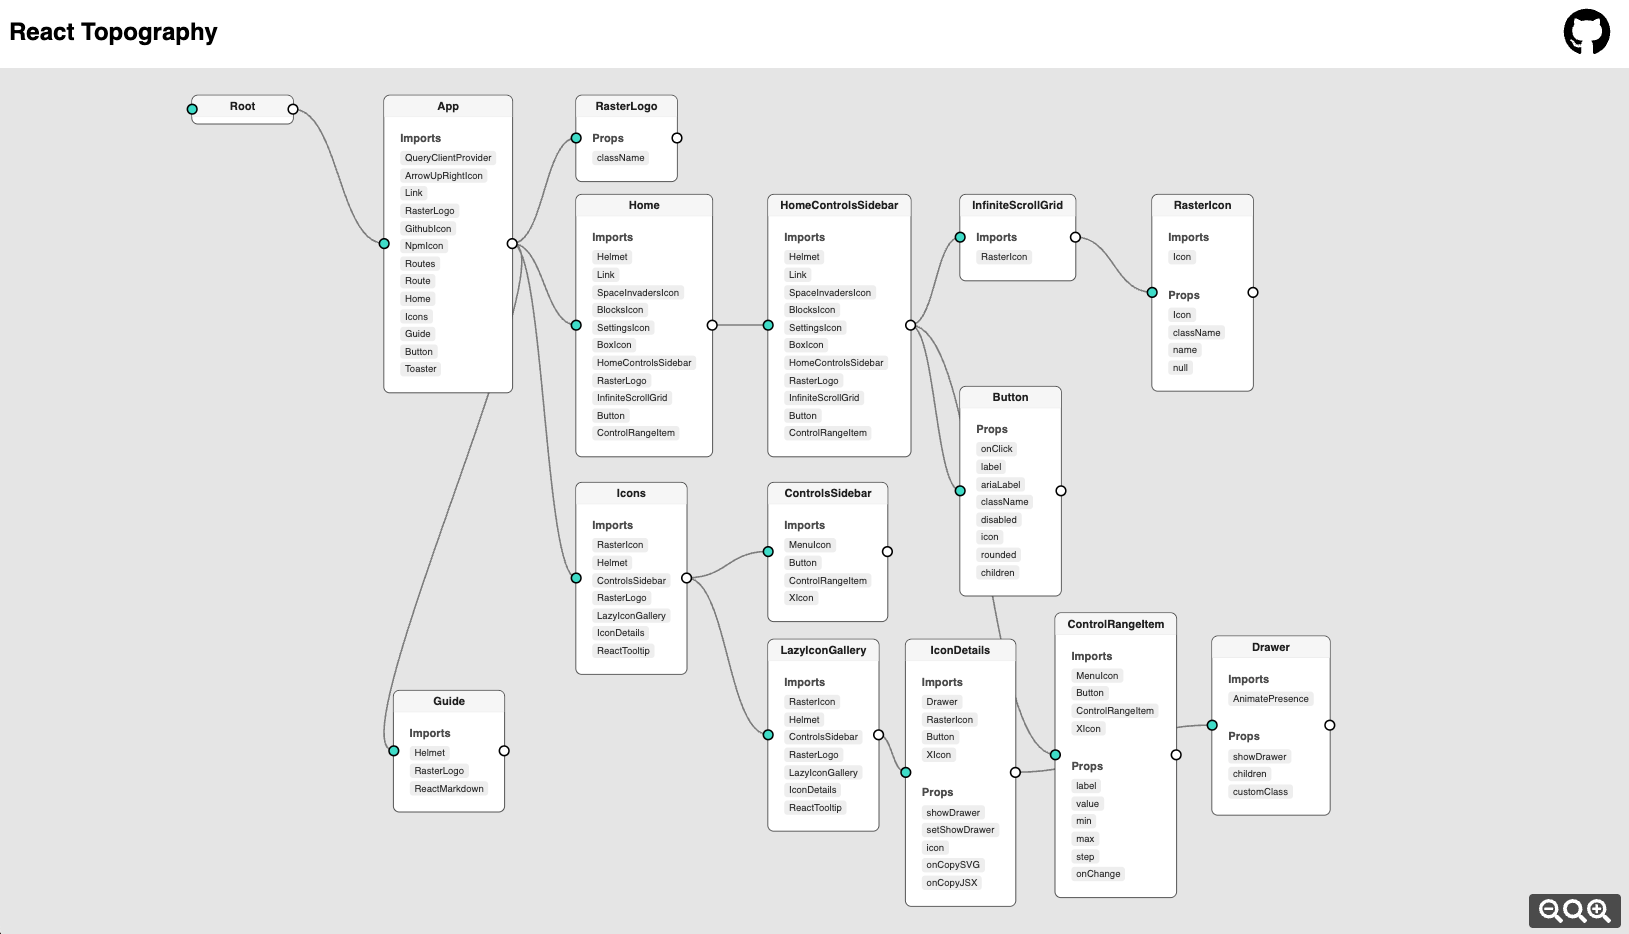 React Topography
Root
App
Imports
QueryClientProvider
ArrowUpRightIcon
Link
RasterLogo
GithubIcon
NpmIcon
Routes
Route
Home
Icons
Guide
Button
Toaster
RasterLogo
Props
className
Home
Imports
Helmet
Link
SpaceInvadersIcon
BlocksIcon
SettingsIcon
BoxIcon
HomeControlsSidebar
RasterLogo
InfiniteScrollGrid
Button
ControlRangeItem
HomeControlsSidebar
Imports
Helmet
Link
SpaceInvadersIcon
BlocksIcon
SettingsIcon
BoxIcon
HomeControlsSidebar
RasterLogo
InfiniteScrollGrid
Button
ControlRangeItem
InfiniteScrollGrid
Imports
RasterIcon
RasterIcon
Imports
Icon
Props
Icon
className
name
null
Button
Props
onClick
label
ariaLabel
className
disabled
icon
rounded
children
Icons
Imports
RasterIcon
Helmet
ControlsSidebar
RasterLogo
LazyIconGallery
IconDetails
ReactTooltip
ControlsSidebar
Imports
MenuIcon
Button
ControlRangeItem
XIcon
LazyIconGallery
Imports
RasterIcon
Helmet
ControlsSidebar
RasterLogo
LazyIconGallery
IconDetails
ReactTooltip
IconDetails
Imports
Drawer
RasterIcon
Button
XIcon
Props
showDrawer
setShowDrawer
icon
onCopySVG
onCopyJSX
ControlRangeItem
Imports
MenuIcon
Button
ControlRangeItem
XIcon
Props
label
value
min
max
step
onChange
Drawer
Imports
AnimatePresence
Props
showDrawer
children
customClass
Guide
Imports
Helmet
RasterLogo
ReactMarkdown